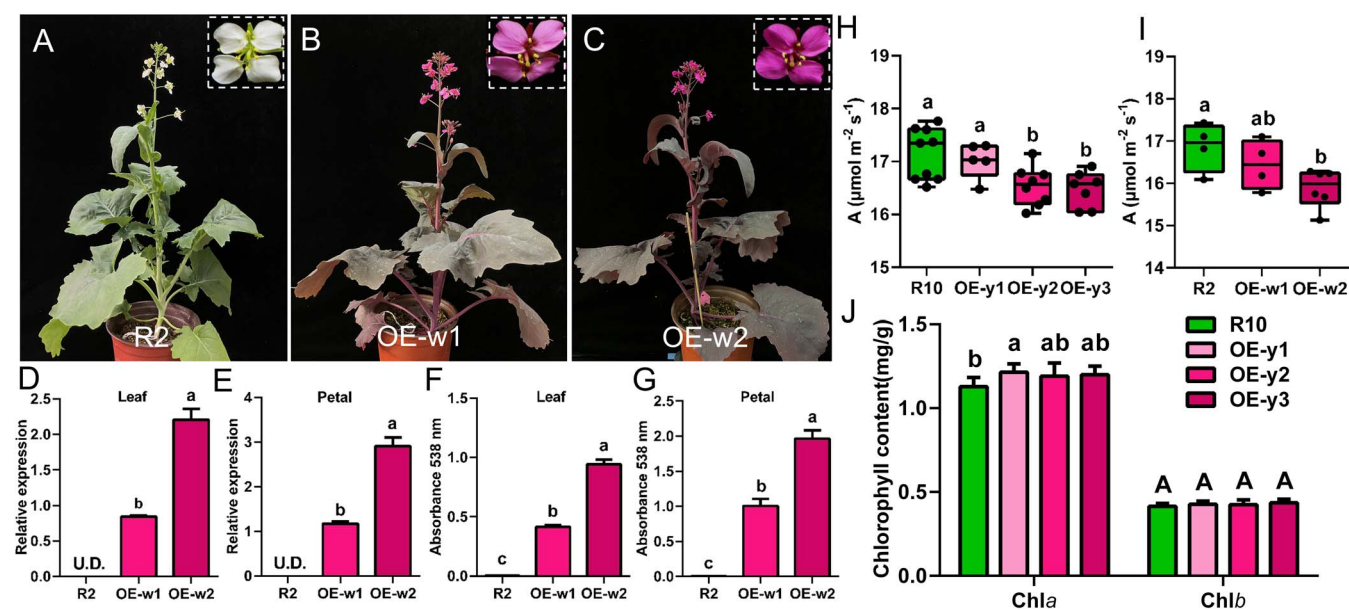 A
R2
B
OE-w1
C
OE-w2
D
Leaf
Relative expression
2.5
2.0
1.5
1.0
0.5
0.0
U.D.
b
a
R2
OE-w1
OE-w2
E
Petal
Relative expression
4
3
2
1
0
U.D.
b
a
R2
OE-w1
OE-w2
F
Leaf
Absorbance 538 nm
1.5
1.0
0.5
0.0
c
b
a
R2
OE-w1
OE-w2
G
Petal
Absorbance 538 nm
2.5
2.0
1.5
1.0
0.5
0.0
c
b
a
R2
OE-w1
OE-w2
H
A (μmol m⁻² s⁻¹)
19
18
17
16
15
a
a
b
b
R10
OE-y1
OE-y2
OE-y3
I
A (μmol m⁻² s⁻¹)
19
18
17
16
15
14
a
ab
b
R2
OE-w1
OE-w2
J
Chlorophyll content(mg/g)
1.5
1.0
0.5
0.0
b
a
ab
ab
A
A
A
A
Chla
Chlb
R10
OE-y1
OE-y2
OE-y3